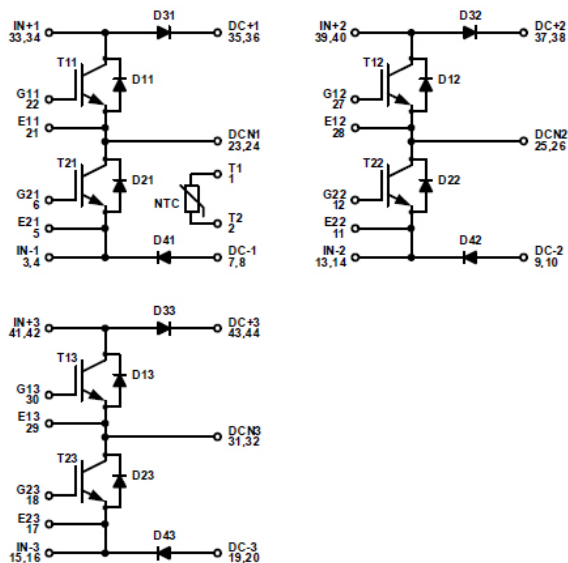 IN+1
33,34
D31
DC+1
35,36
T11
D11
G11
22
E11
21
DCN1
23,24
T21
D21
G21
6
NTC
T1
1
T2
2
E21
5
IN-1
3,4
D41
DC-1
7,8
IN+2
39,40
D32
DC+2
37,38
T12
D12
G12
27
E12
28
DCN2
25,26
T22
D22
G22
12
E22
11
IN-2
13,14
D42
DC-2
9,10
IN+3
41,42
D33
DC+3
43,44
T13
D13
G13
30
E13
29
DCN3
31,32
T23
D23
G23
18
E23
17
IN-3
15,16
D43
DC-3
19,20